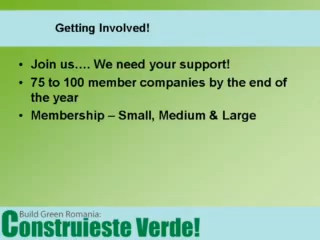 Getting Involved!
• Join us…. We need your support!
• 75 to 100 member companies by the end of
the year
• Membership – Small, Medium & Large
Build Green Romania:
Construieste Verde!